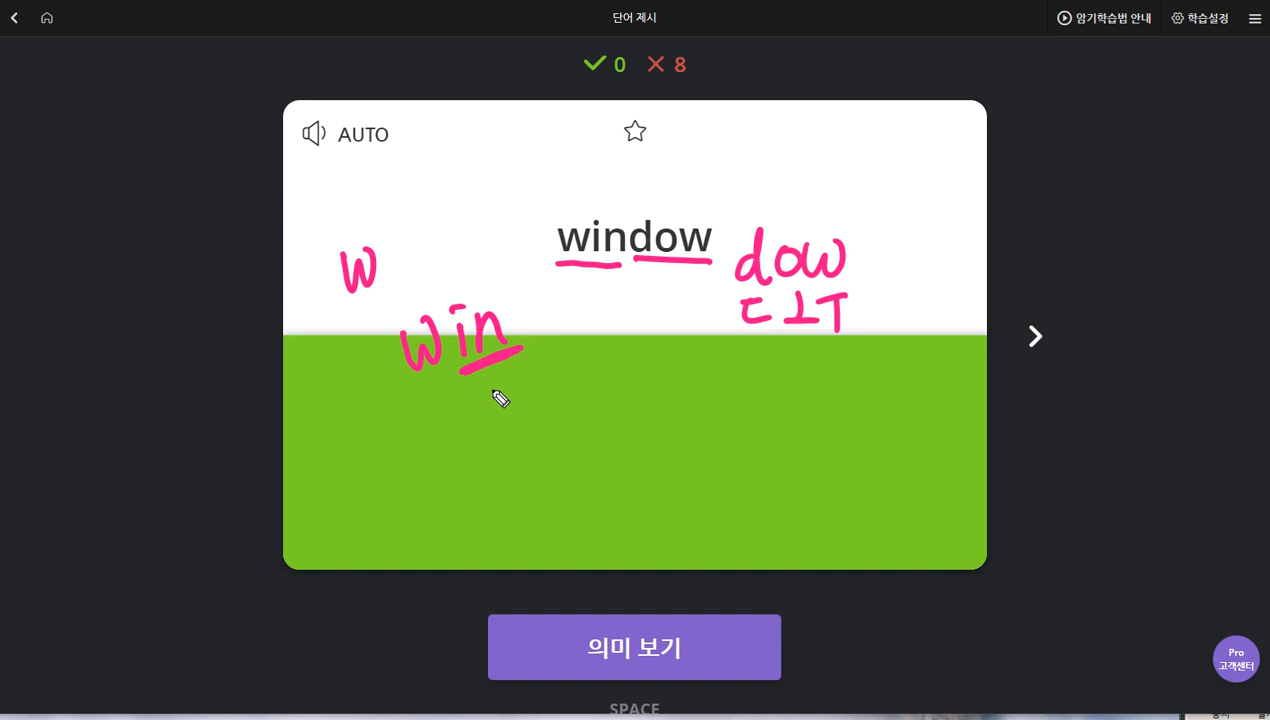 단어 제시
암기학습법 안내
학습설정
0 8
AUTO
window
dow
ㄷㅗㅜ
w
win
의미 보기
SPACE
Pro
고객센터